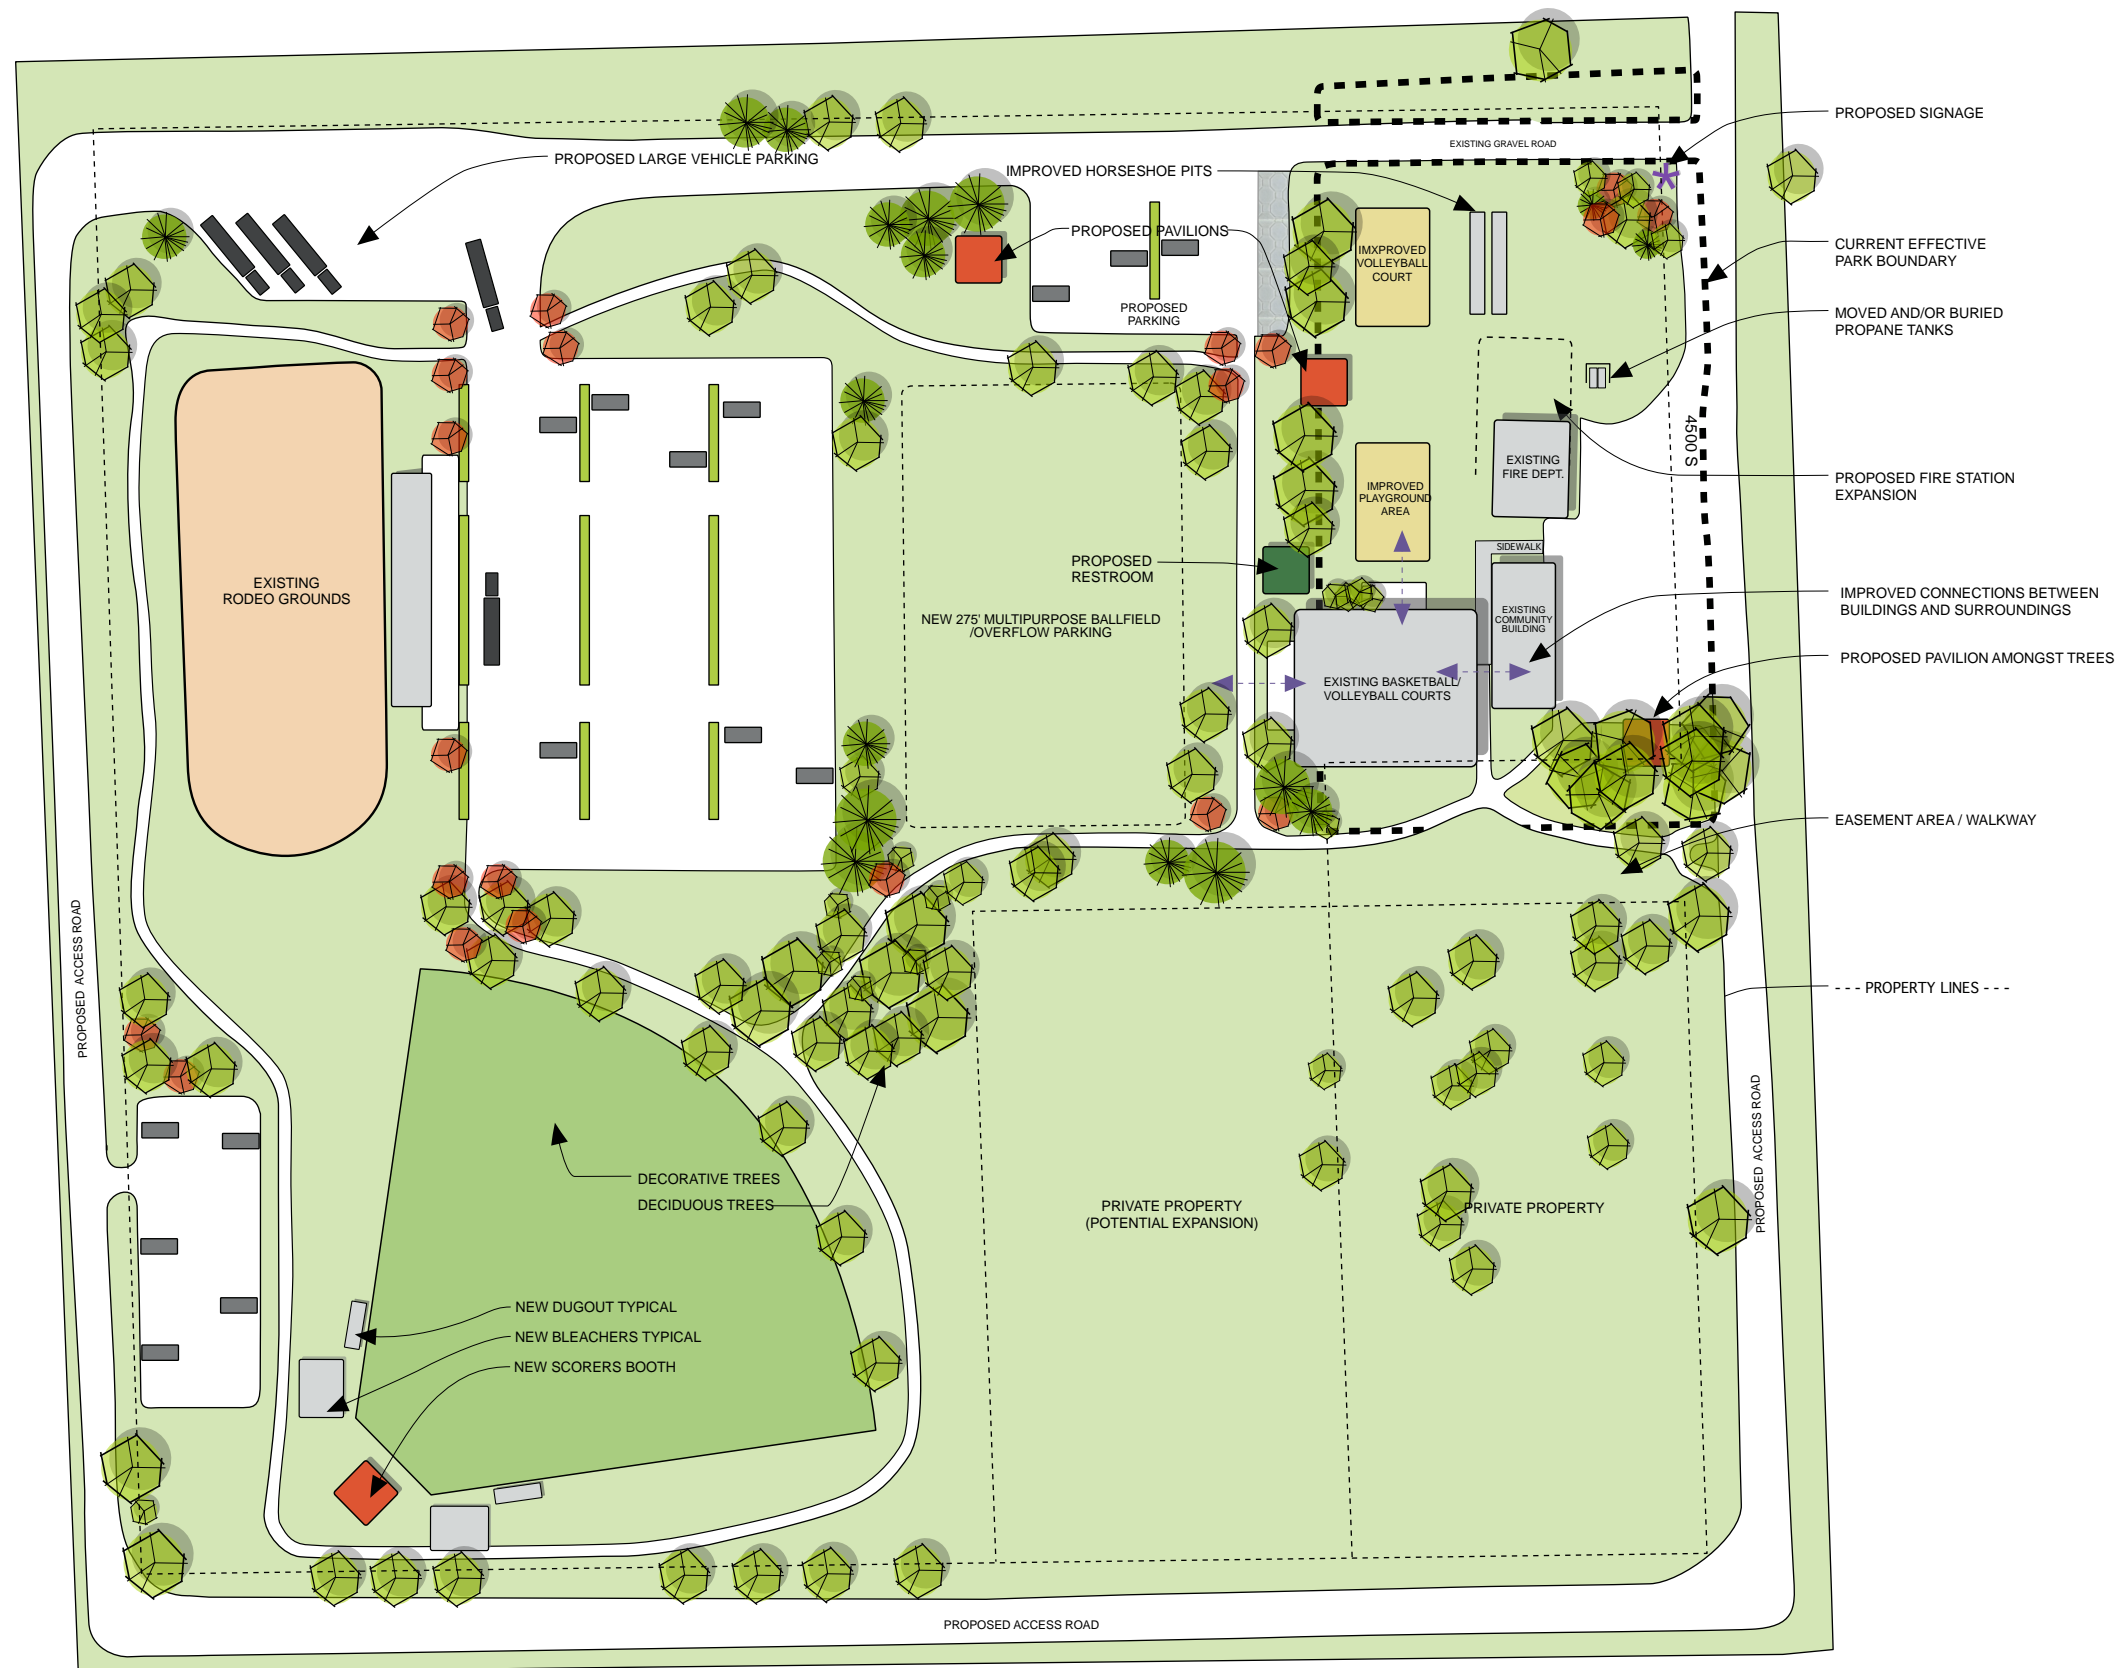 PROPOSED SIGNAGE
EXISTING GRAVEL ROAD
PROPOSED LARGE VEHICLE PARKING
IMPROVED HORSESHOE PITS
PROPOSED PAVILIONS
IMXPROVED
VOLLEYBALL
COURT
CURRENT EFFECTIVE
PARK BOUNDARY
PROPOSED
PARKING
MOVED AND/OR BURIED
PROPANE TANKS
4500 S
EXISTING
FIRE DEPT.
PROPOSED FIRE STATION
EXPANSION
IMPROVED
PLAYGROUND
AREA
SIDEWALK
PROPOSED
RESTROOM
EXISTING
RODEO GROUNDS
NEW 275' MULTIPURPOSE BALLFIELD
/OVERFLOW PARKING
EXISTING
COMMUNITY
BUILDING
IMPROVED CONNECTIONS BETWEEN
BUILDINGS AND SURROUNDINGS
PROPOSED PAVILION AMONGST TREES
EXISTING BASKETBALL/
VOLLEYBALL COURTS
EASEMENT AREA / WALKWAY
PROPOSED ACCESS ROAD
- - - PROPERTY LINES - - -
PROPOSED ACCESS ROAD
DECORATIVE TREES
DECIDUOUS TREES
PRIVATE PROPERTY
(POTENTIAL EXPANSION)
PRIVATE PROPERTY
NEW DUGOUT TYPICAL
NEW BLEACHERS TYPICAL
NEW SCORERS BOOTH
PROPOSED ACCESS ROAD